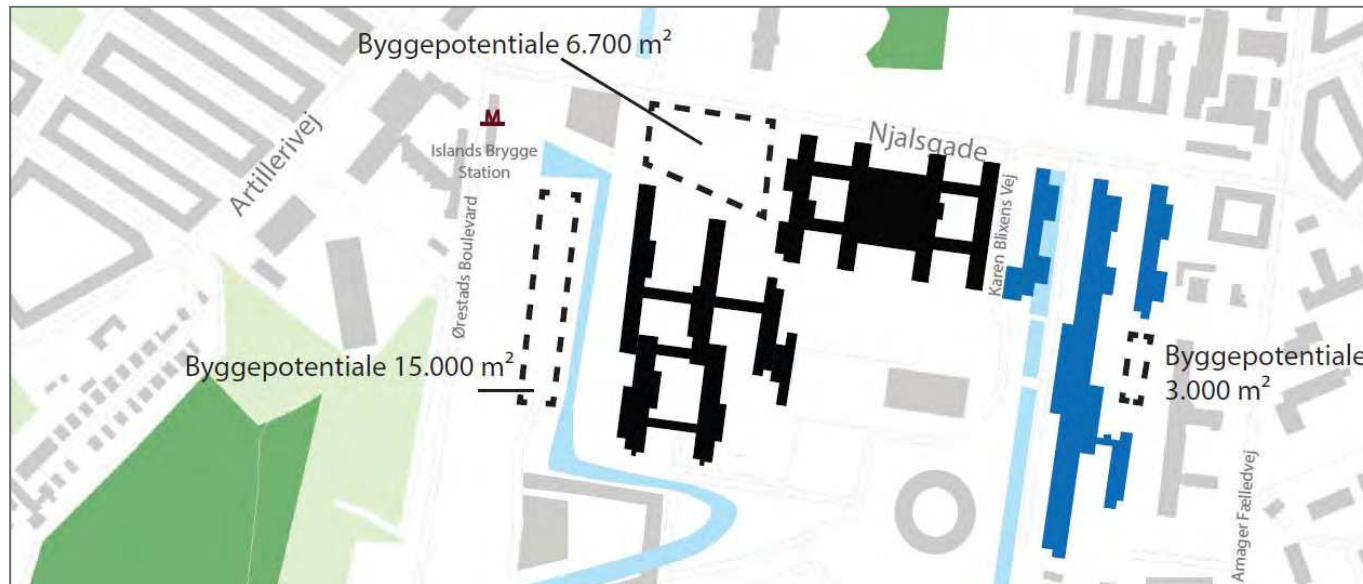 Byggepotentiale 6.700 m²
Artillerivej
M
Islands Brygge
Station
Njalsgade
Ørestads Boulevard
Karen Blixens Vej
Byggepotentiale 15.000 m²
Byggepotentiale
3.000 m²
Amager Fælledvej